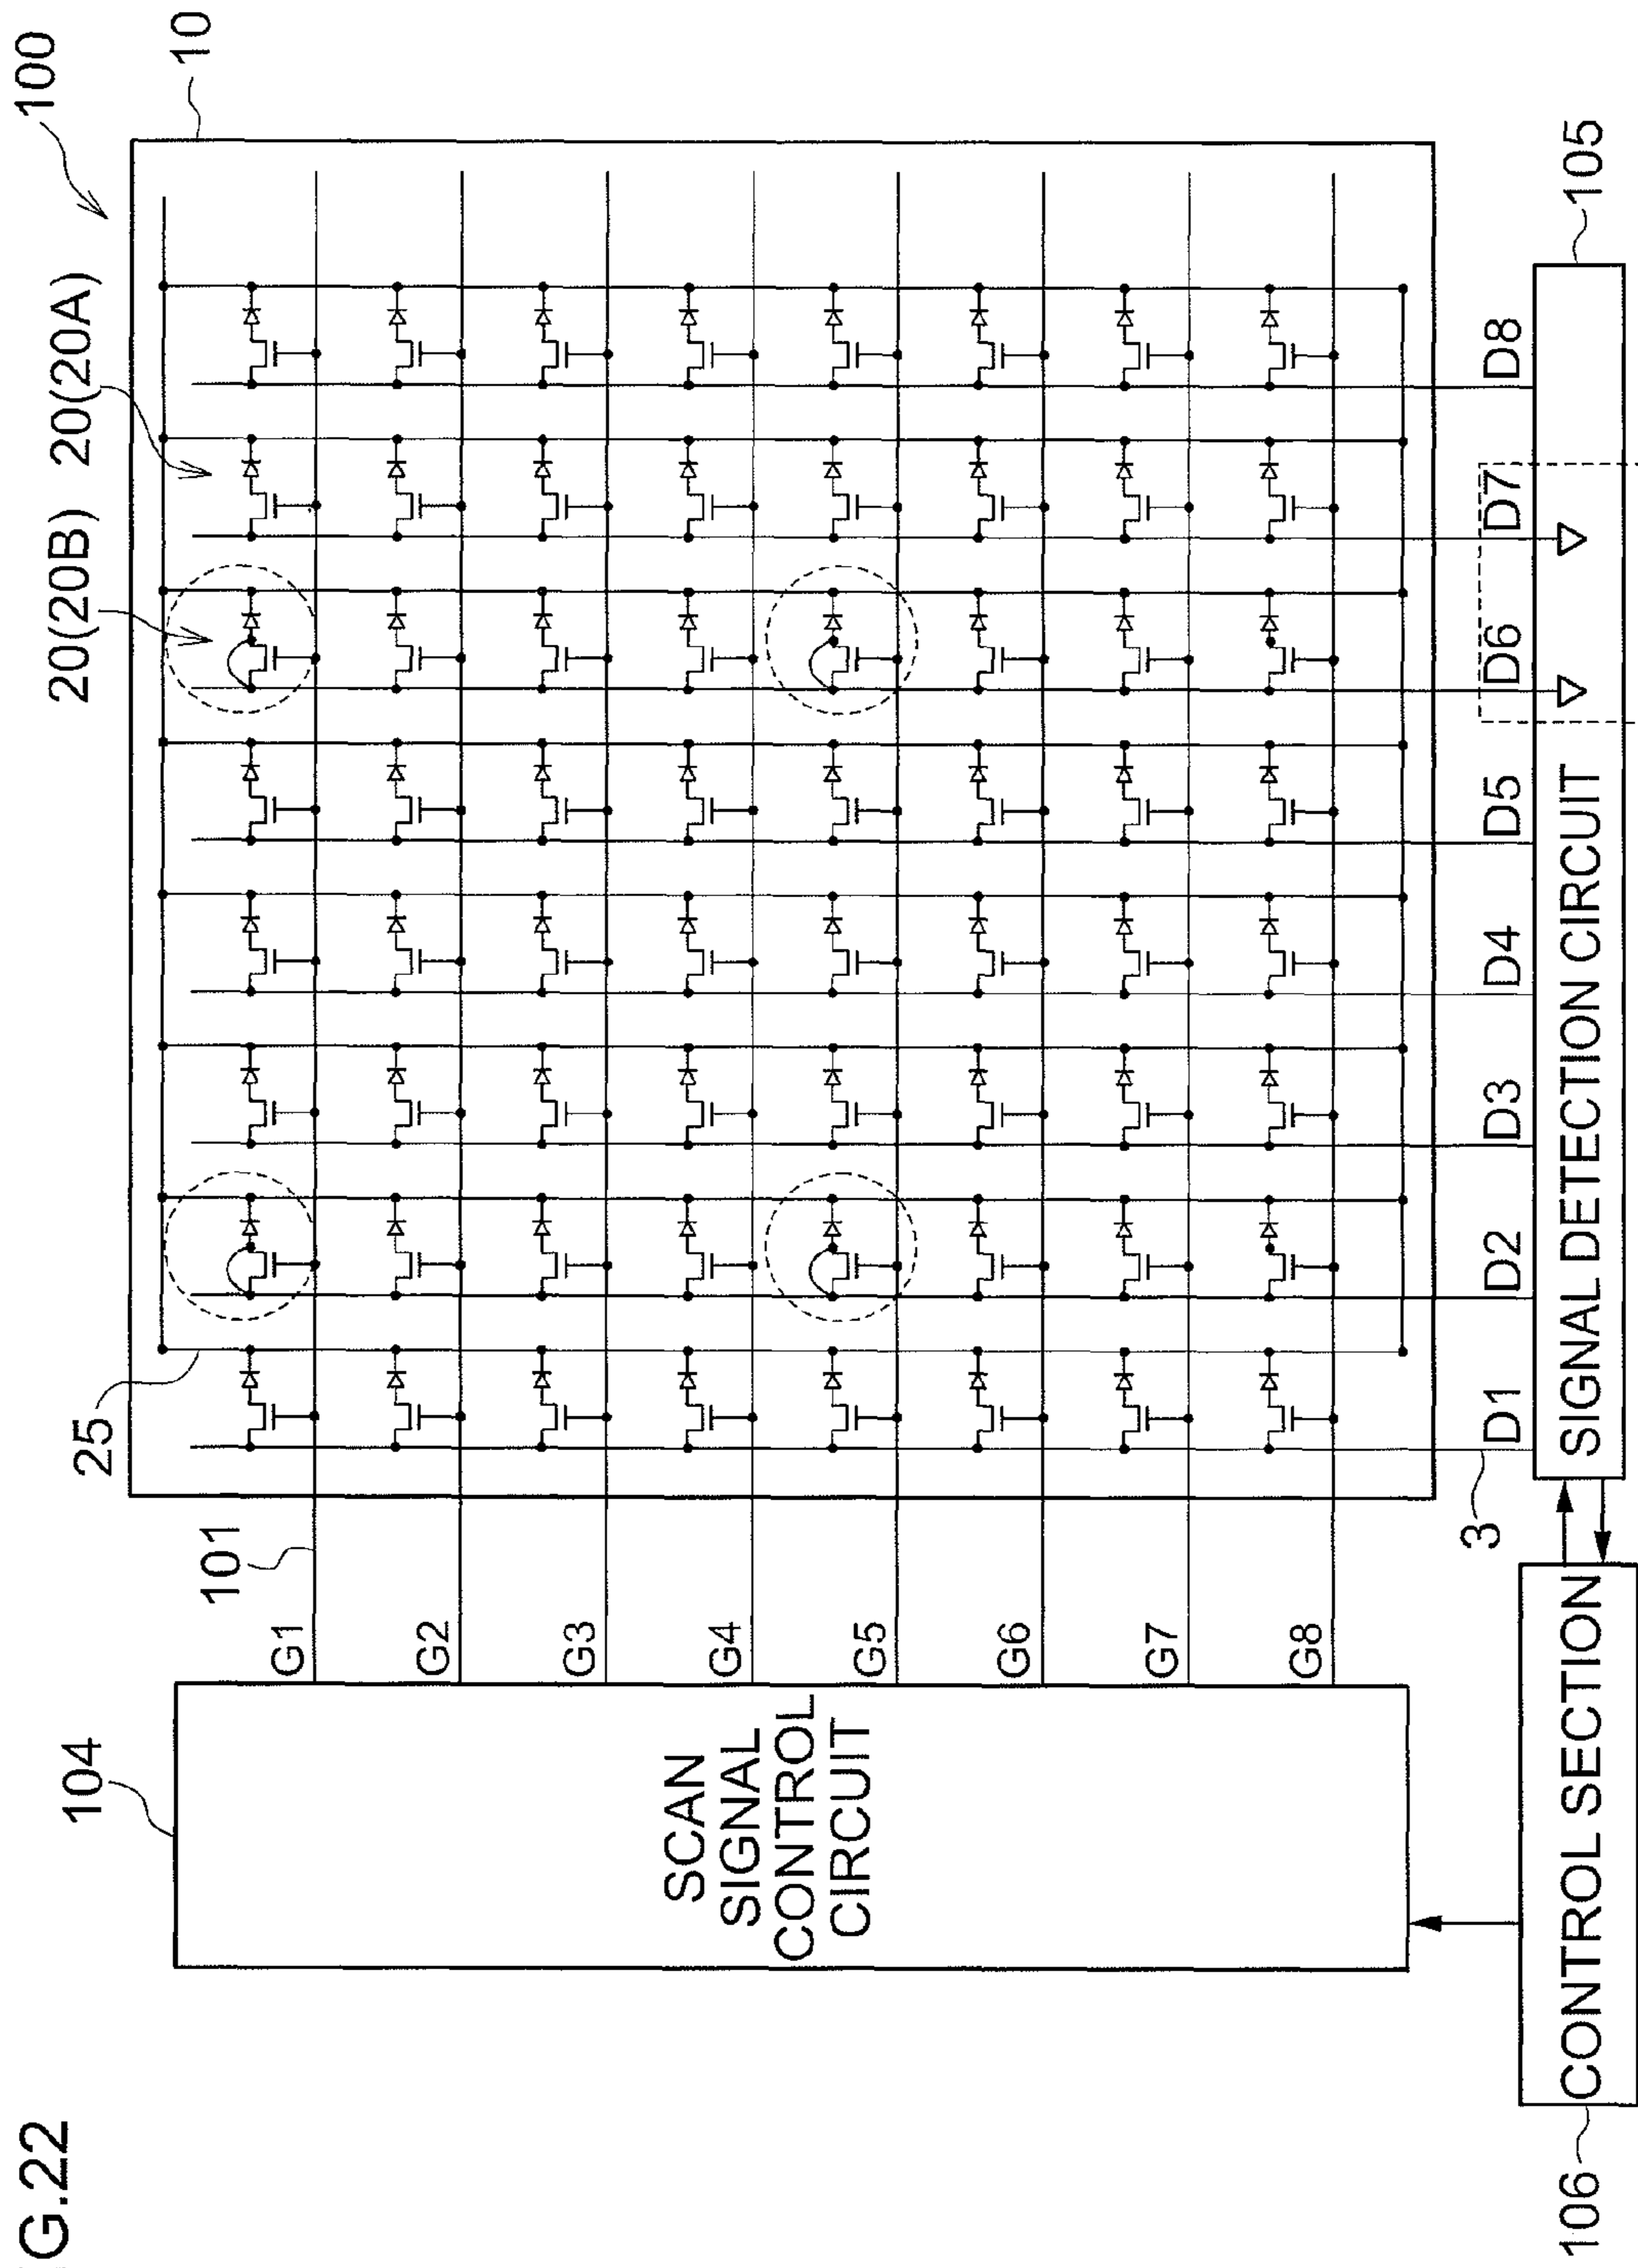 G.22
100
10
20(20A)
20(20B)
25
101
104
G1
G2
G3
G4
G5
G6
G7
G8
SCAN
SIGNAL
CONTROL
CIRCUIT
D1
D2
D3
D4
D5
D6
D7
D8
3
105
SIGNAL DETECTION CIRCUIT
106
CONTROL SECTION